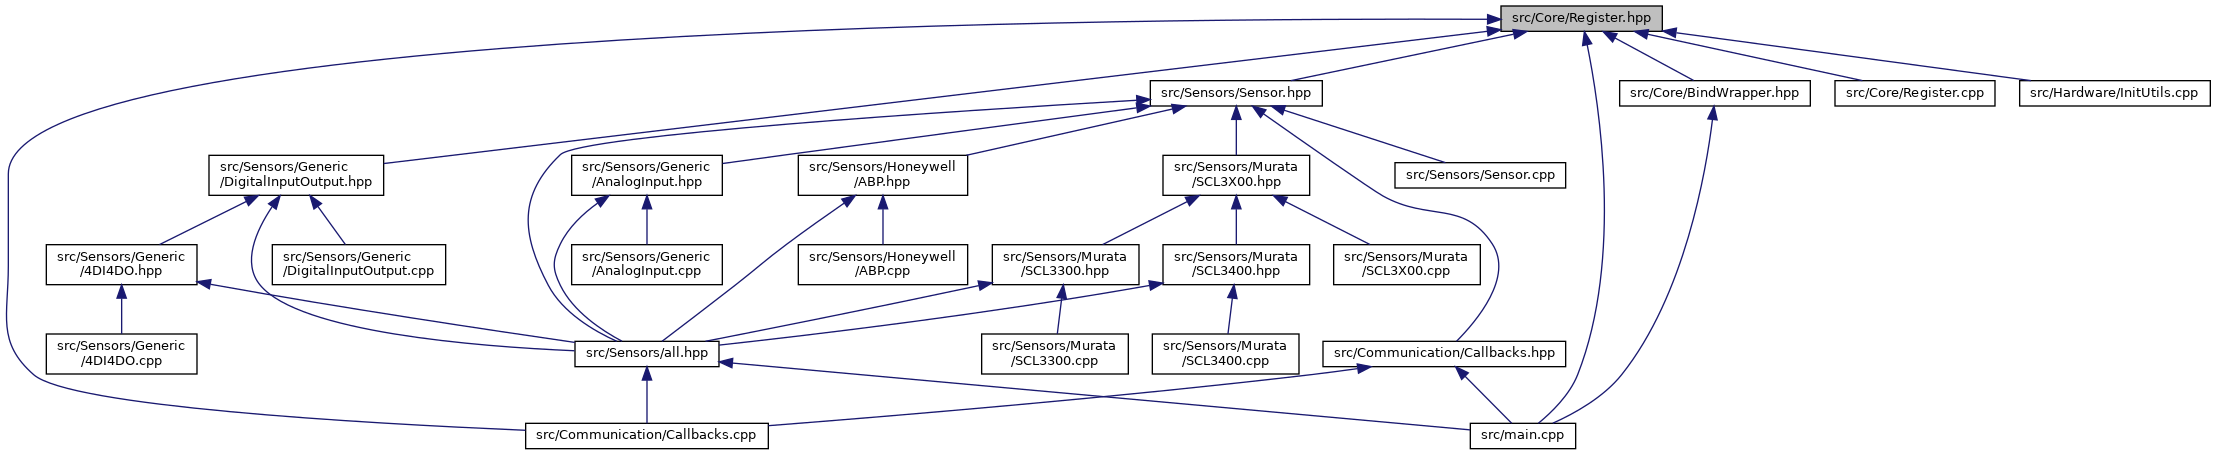 src/Core/Register.hpp
src/Sensors/Sensor.hpp
src/Core/BindWrapper.hpp
src/Core/Register.cpp
src/Hardware/InitUtils.cpp
src/Sensors/Generic
/DigitalInputOutput.hpp
src/Sensors/Generic
/AnalogInput.hpp
src/Sensors/Honeywell
/ABP.hpp
src/Sensors/Murata
/SCL3X00.hpp
src/Sensors/Sensor.cpp
src/Sensors/Generic
/4DI4DO.hpp
src/Sensors/Generic
/DigitalInputOutput.cpp
src/Sensors/Generic
/AnalogInput.cpp
src/Sensors/Honeywell
/ABP.cpp
src/Sensors/Murata
/SCL3300.hpp
src/Sensors/Murata
/SCL3400.hpp
src/Sensors/Murata
/SCL3X00.cpp
src/Sensors/Generic
/4DI4DO.cpp
src/Sensors/all.hpp
src/Sensors/Murata
/SCL3300.cpp
src/Sensors/Murata
/SCL3400.cpp
src/Communication/Callbacks.hpp
src/Communication/Callbacks.cpp
src/main.cpp